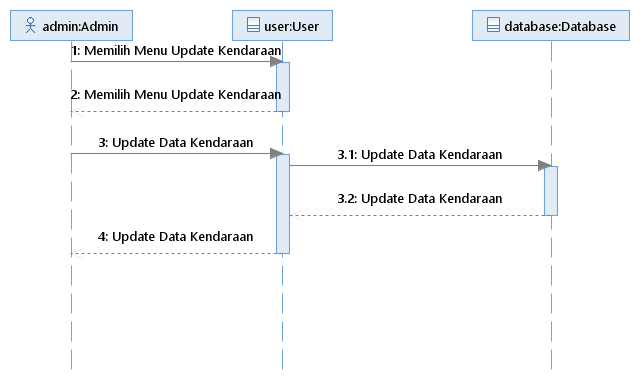 admin:Admin
user:User
database:Database
1: Memilih Menu Update Kendaraan
2: Memilih Menu Update Kendaraan
3: Update Data Kendaraan
3.1: Update Data Kendaraan
3.2: Update Data Kendaraan
4: Update Data Kendaraan